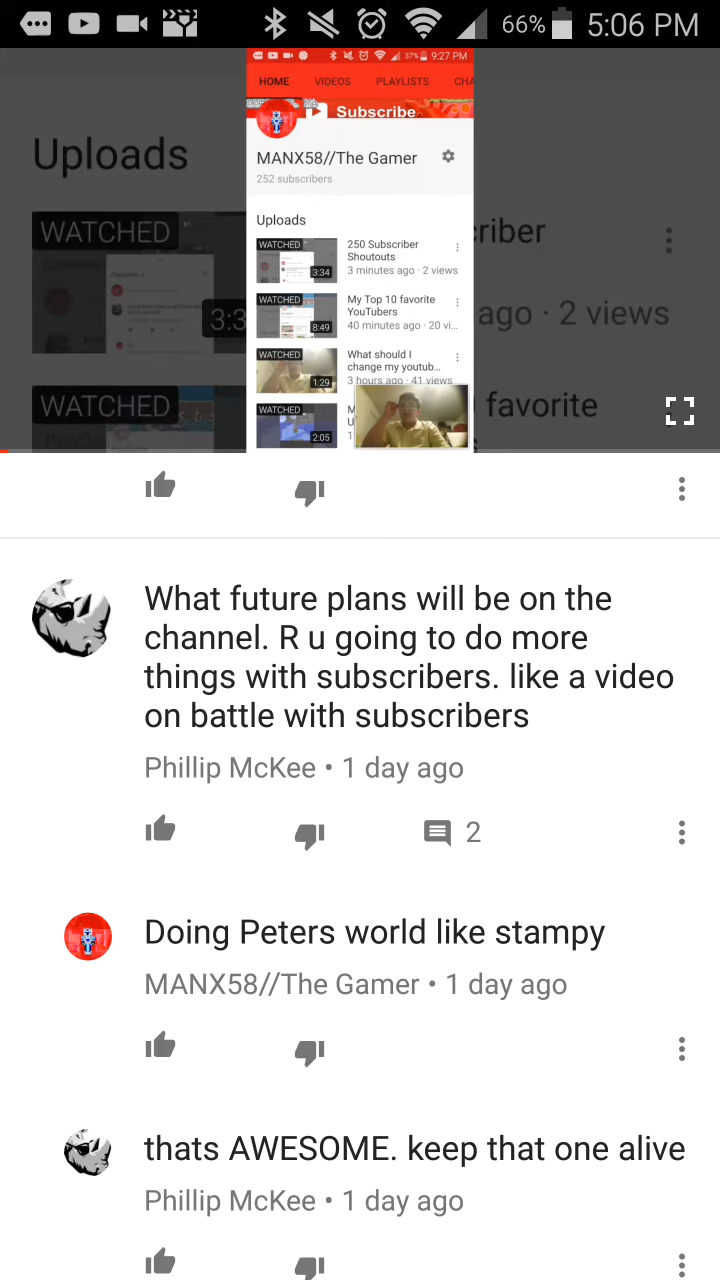 66% 5:06 PM
37% 9:27 PM
HOME VIDEOS PLAYLISTS CHA
Subscribe
MANX58//The Gamer
252 subscribers
Uploads
WATCHED
3:34
250 Subscriber
Shoutouts
3 minutes ago · 2 views
WATCHED
8:49
My Top 10 favorite
YouTubers
40 minutes ago · 20 vi...
WATCHED
1:29
What should I
change my youtub...
3 hours ago · 41 views
WATCHED
2:05
M
U
1
Uploads
WATCHED
3:3
criber
ago · 2 views
WATCHED
favorite
What future plans will be on the
channel. R u going to do more
things with subscribers. like a video
on battle with subscribers
Phillip McKee • 1 day ago
2
Doing Peters world like stampy
MANX58//The Gamer • 1 day ago
thats AWESOME. keep that one alive
Phillip McKee • 1 day ago